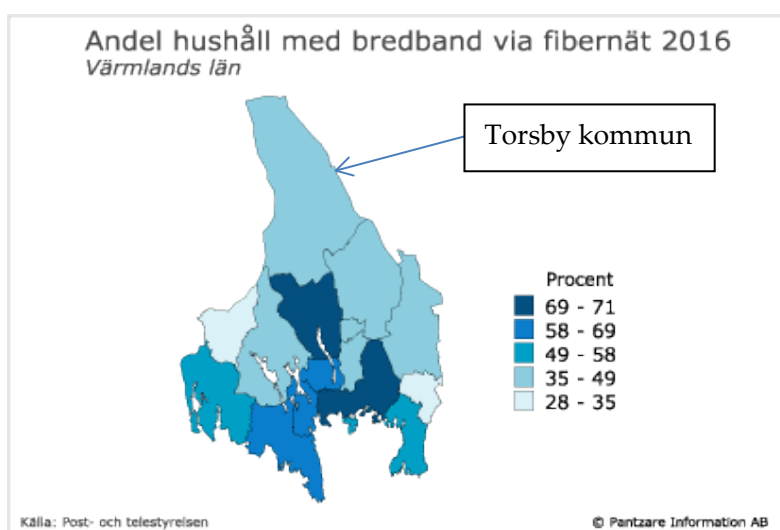 Andel hushåll med bredband via fibernät 2016
Värmlands län
Torsby kommun
Procent
69 - 71
58 - 69
49 - 58
35 - 49
28 - 35
Källa: Post- och telestyrelsen
© Pantzare Information AB